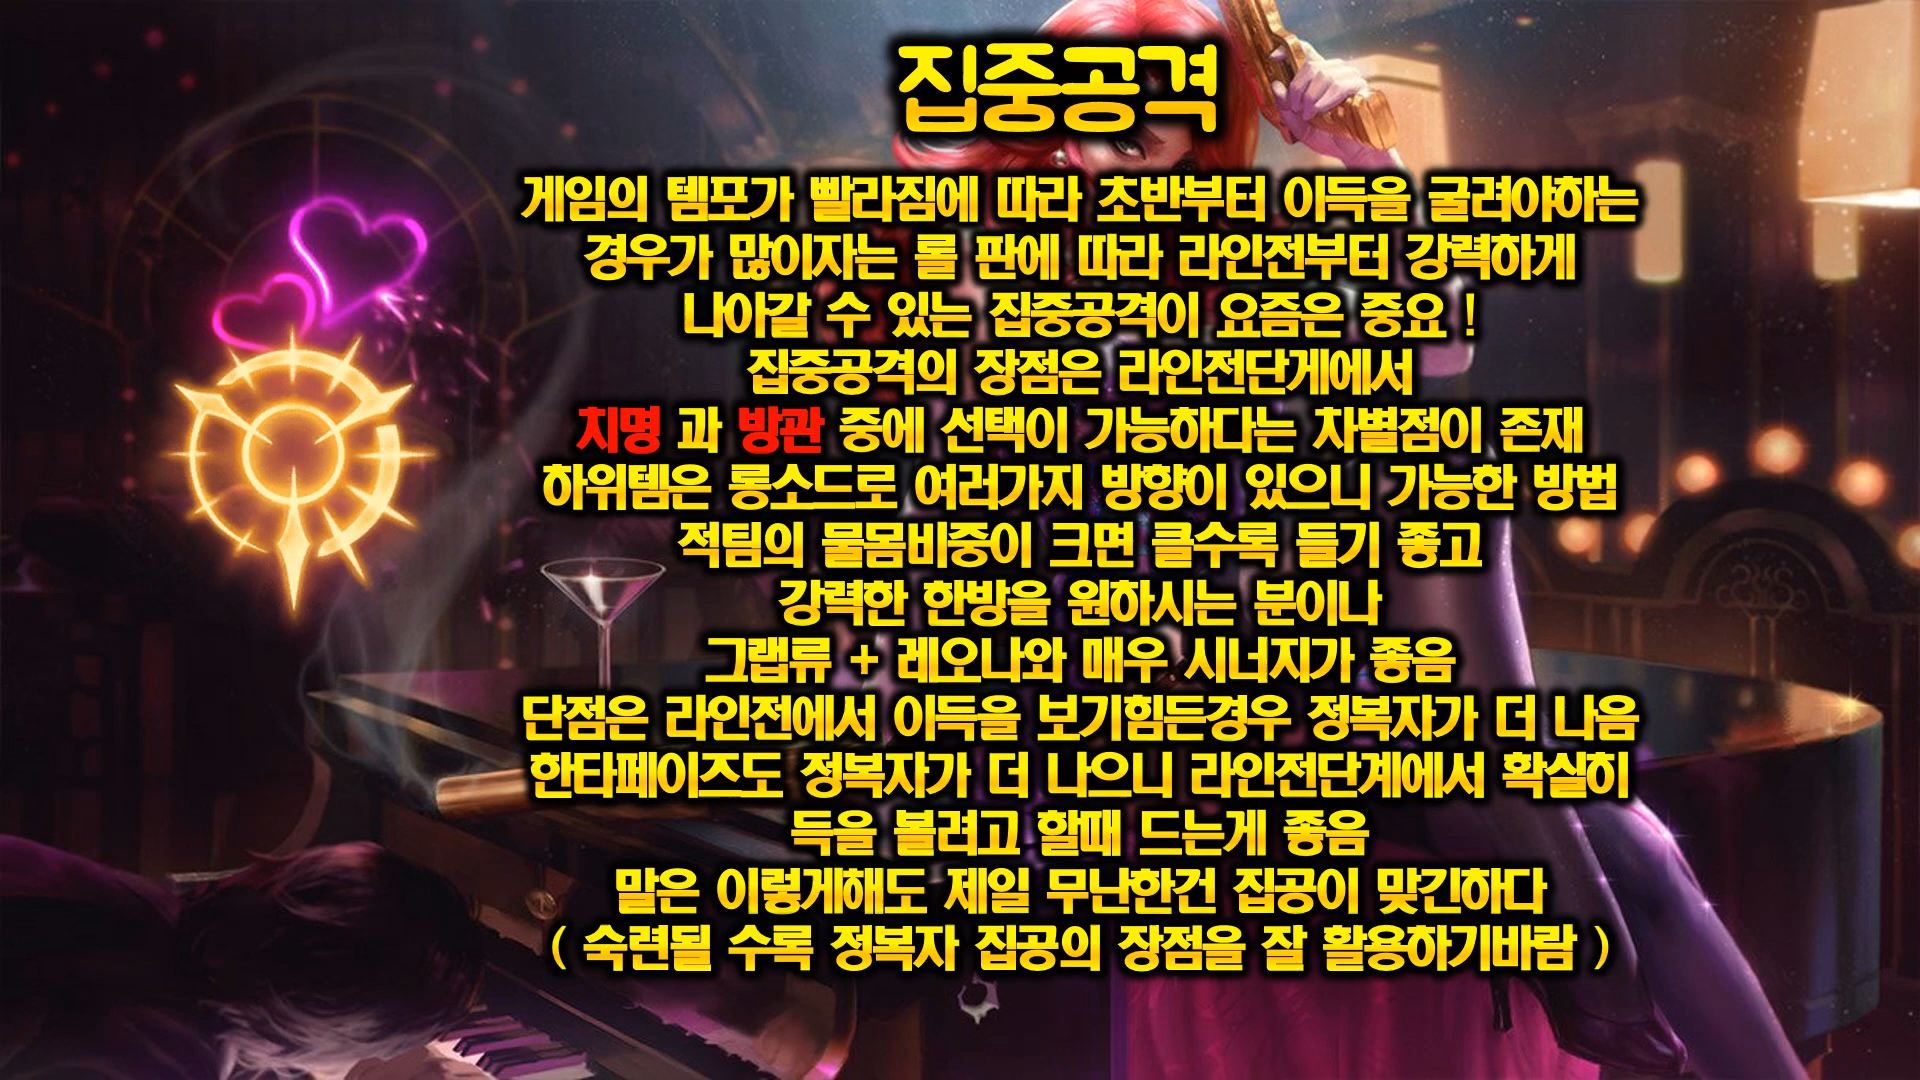 집중공격
게임의 템포가 빨라짐에 따라 초반부터 이득을 굴려야하는
경우가 많이자는 롤 판에 따라 라인전부터 강력하게
나아갈 수 있는 집중공격이 요즘은 중요 !
집중공격의 장점은 라인전단게에서
치명 과 방관 중에 선택이 가능하다는 차별점이 존재
하위템은 롱소드로 여러가지 방향이 있으니 가능한 방법
적팀의 물몸비중이 크면 클수록 들기 좋고
강력한 한방을 원하시는 분이나
그랩류 + 레오나와 매우 시너지가 좋음
단점은 라인전에서 이득을 보기힘든경우 정복자가 더 나음
한타페이즈도 정복자가 더 나으니 라인전단계에서 확실히
득을 볼려고 할때 드는게 좋음
말은 이렇게해도 제일 무난한건 집공이 맞긴하다
( 숙련될 수록 정복자 집공의 장점을 잘 활용하기바람 )